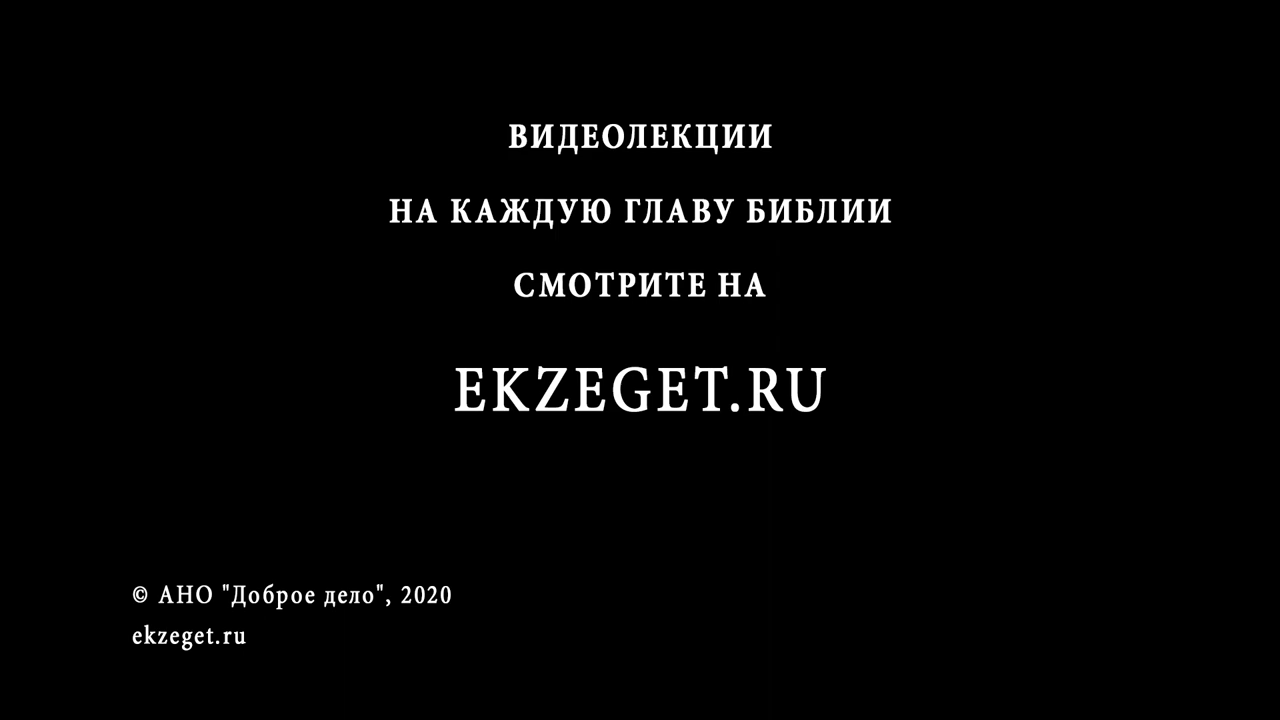 ВИДЕОЛЕКЦИИ
НА КАЖДУЮ ГЛАВУ БИБЛИИ
СМОТРИТЕ НА
EKZEGET.RU
© АНО "Доброе дело", 2020
ekzeget.ru